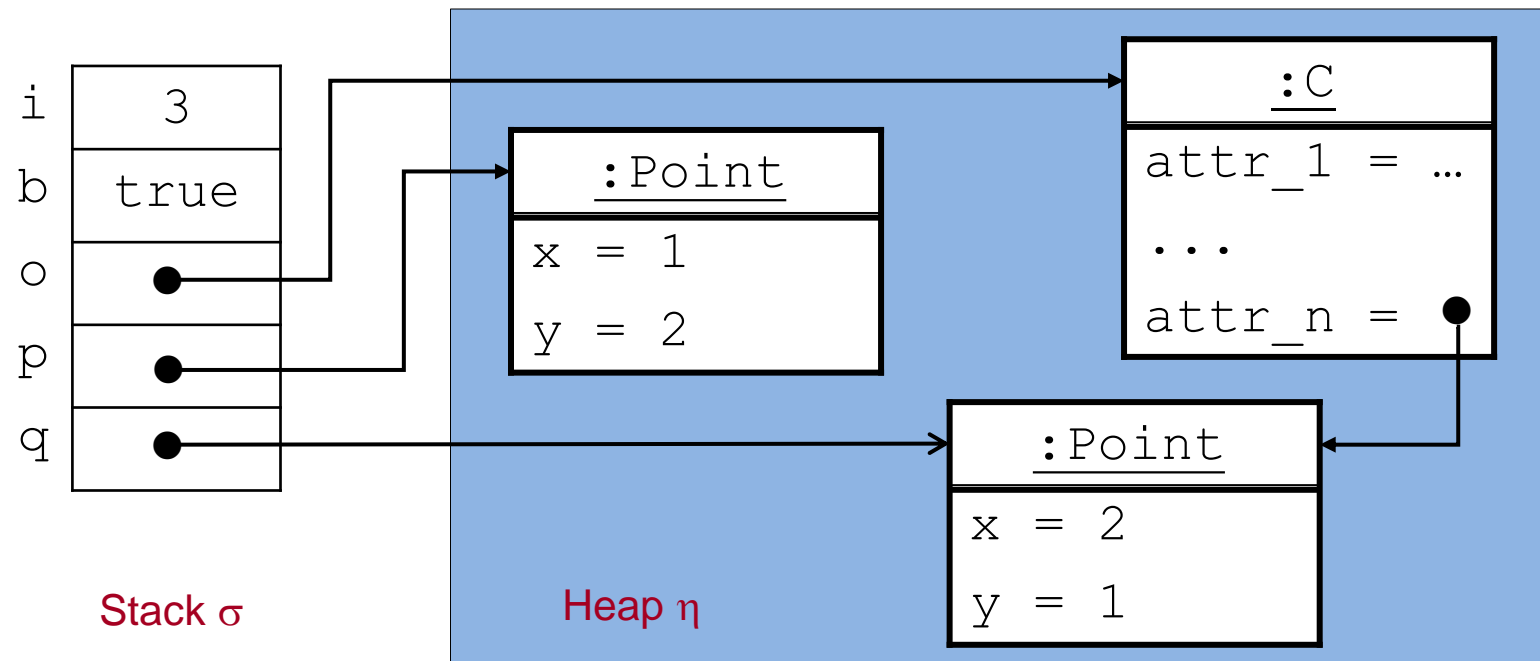 i 3
b true
o
p
q
Stack σ
Heap η
:Point
x = 1
y = 2
:C
attr_1 = …
...
attr_n =
:Point
x = 2
y = 1